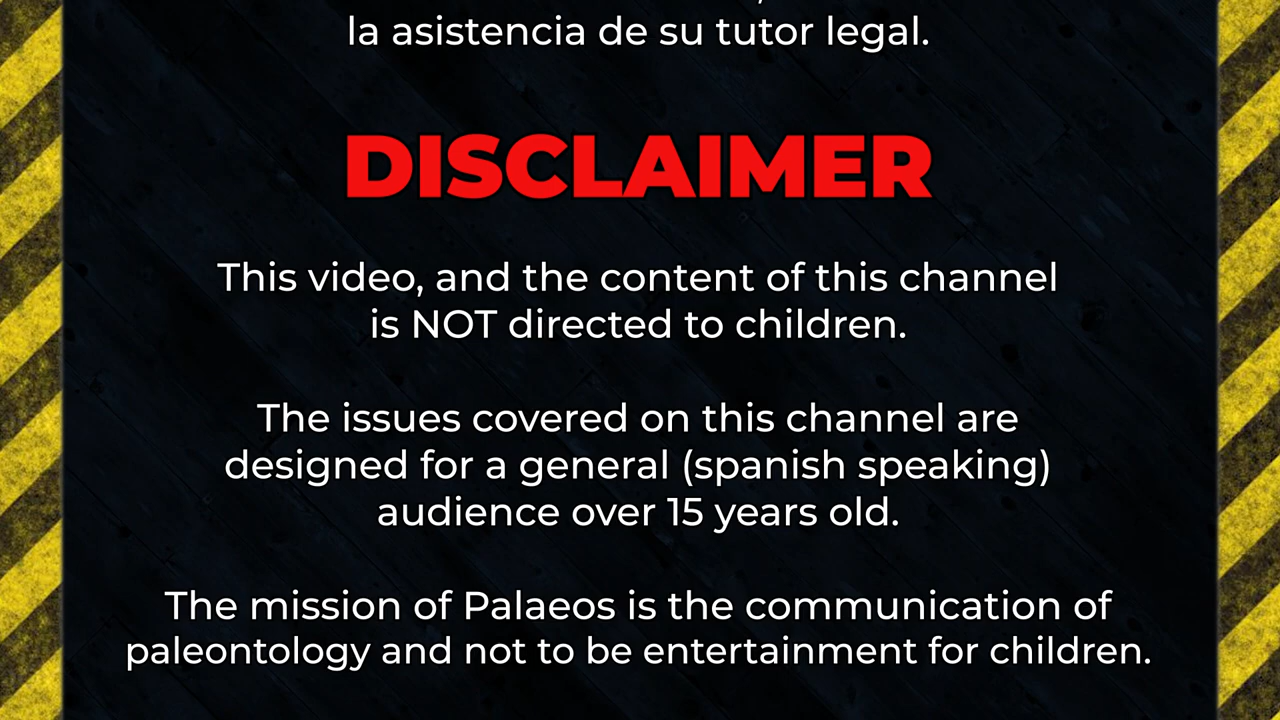 la asistencia de su tutor legal.
DISCLAIMER
This video, and the content of this channel
is NOT directed to children.
The issues covered on this channel are
designed for a general (spanish speaking)
audience over 15 years old.
The mission of Palaeos is the communication of
paleontology and not to be entertainment for children.